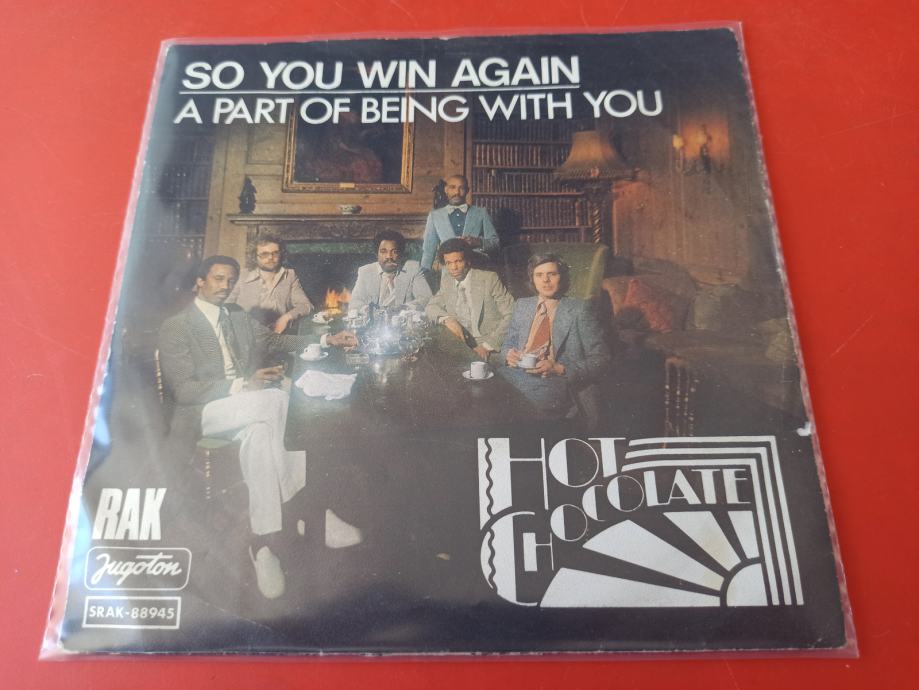 SO YOU WIN AGAIN
A PART OF BEING WITH YOU
HOT
CHOCOLATE
RAK
Jugoton
SRAK-88945